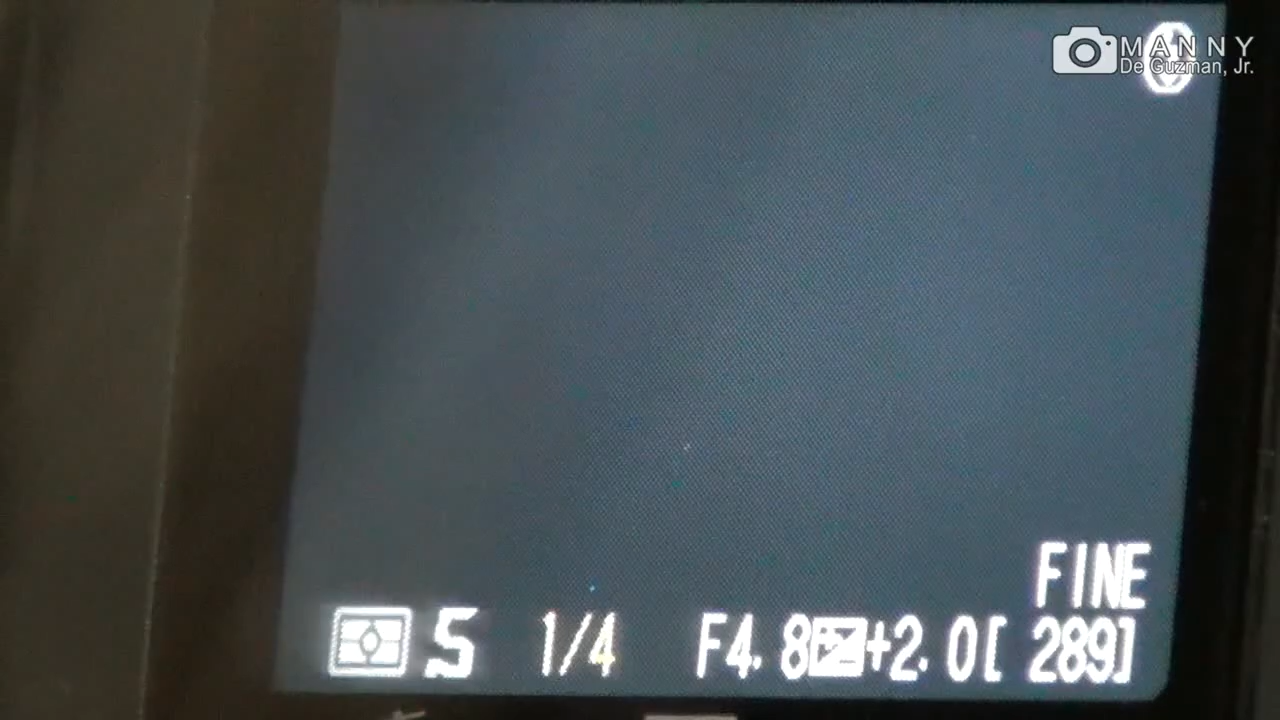 MANNY
De Guzman, Jr.
FINE
S 1/4 F4.8 +2.0[ 289]